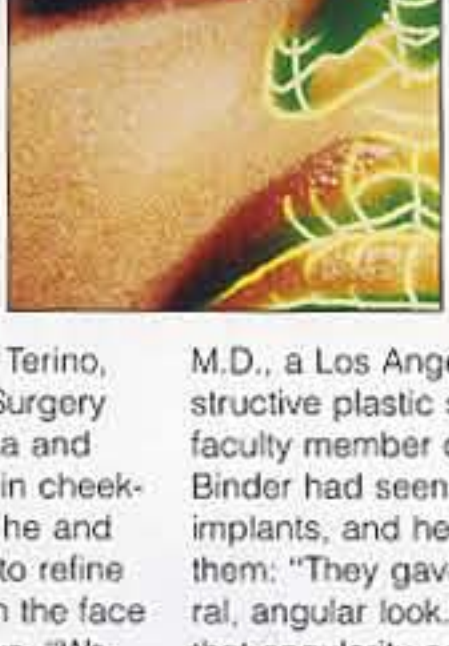 Terino,
Surgery
a and
in cheek-
he and
to refine
n the face
M.D., a Los Ange
structive plastic s
faculty member o
Binder had seen
implants, and he
them: "They gav
ral, angular look.